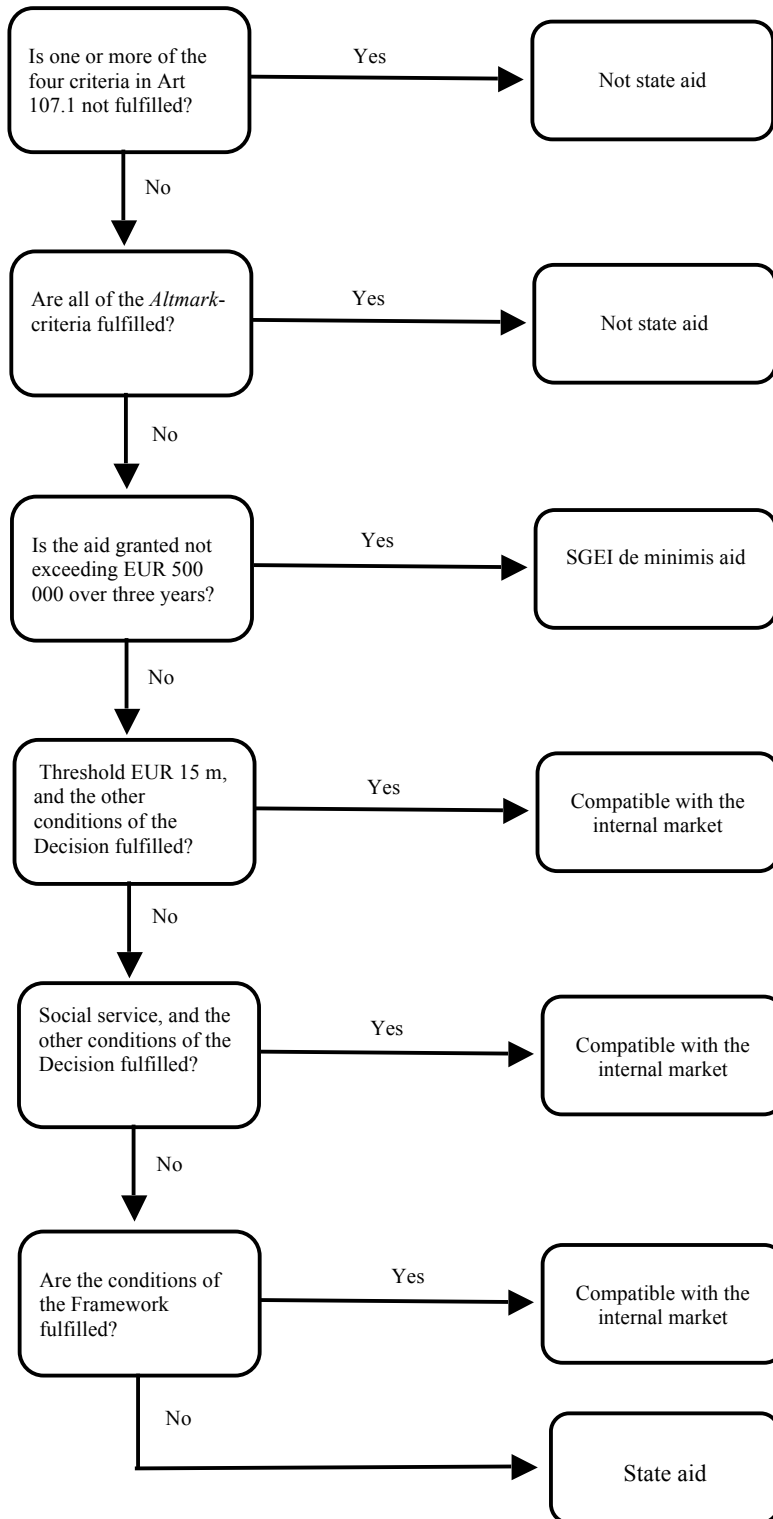 Is one or more of the
four criteria in Art
107.1 not fulfilled?
Yes
Not state aid
No
Are all of the Altmark-
criteria fulfilled?
Yes
Not state aid
No
Is the aid granted not
exceeding EUR 500
000 over three years?
Yes
SGEI de minimis aid
No
Threshold EUR 15 m,
and the other
conditions of the
Decision fulfilled?
Yes
Compatible with the
internal market
No
Social service, and the
other conditions of the
Decision fulfilled?
Yes
Compatible with the
internal market
No
Are the conditions of
the Framework
fulfilled?
Yes
Compatible with the
internal market
No
State aid